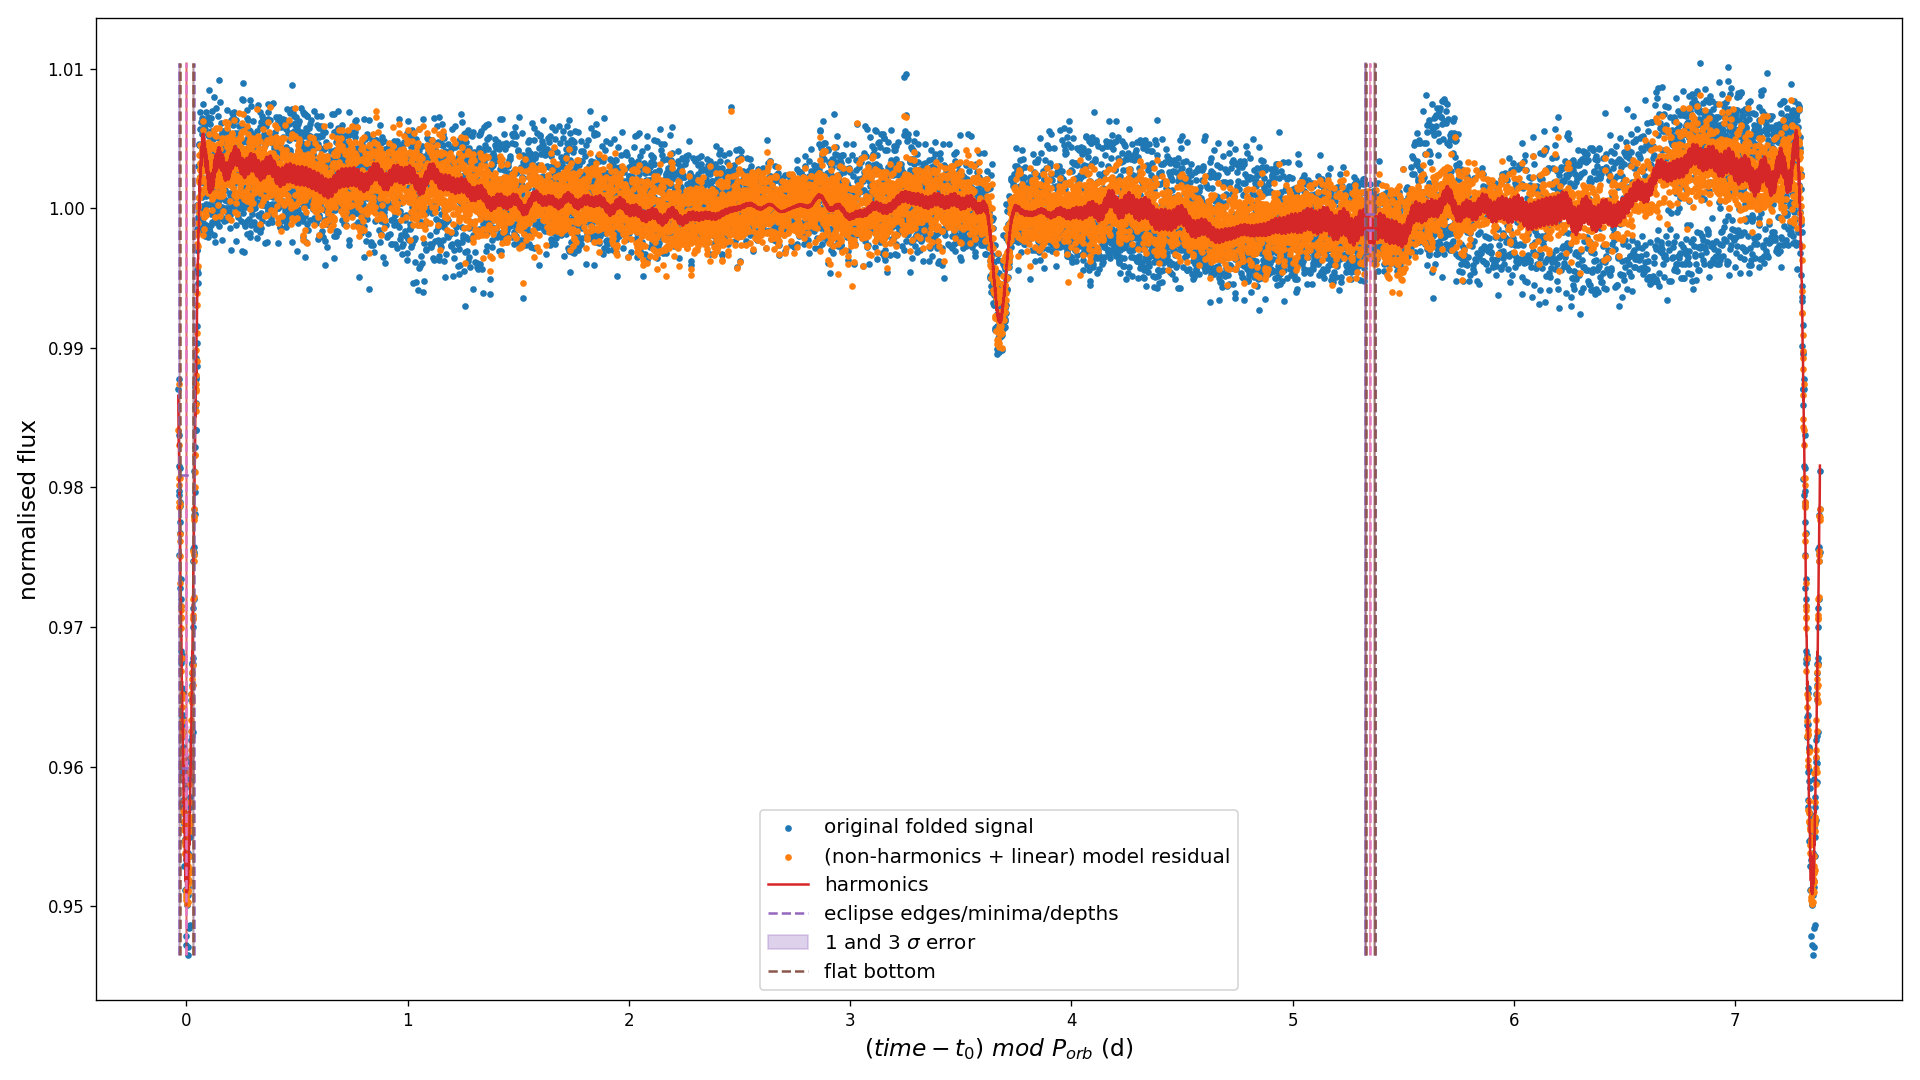 normalised flux
1.01
1.00
0.99
0.98
0.97
0.96
0.95
0 1 2 3 4 5 6 7
(time − t₀) mod P_orb (d)
original folded signal
(non-harmonics + linear) model residual
harmonics
eclipse edges/minima/depths
1 and 3 σ error
flat bottom